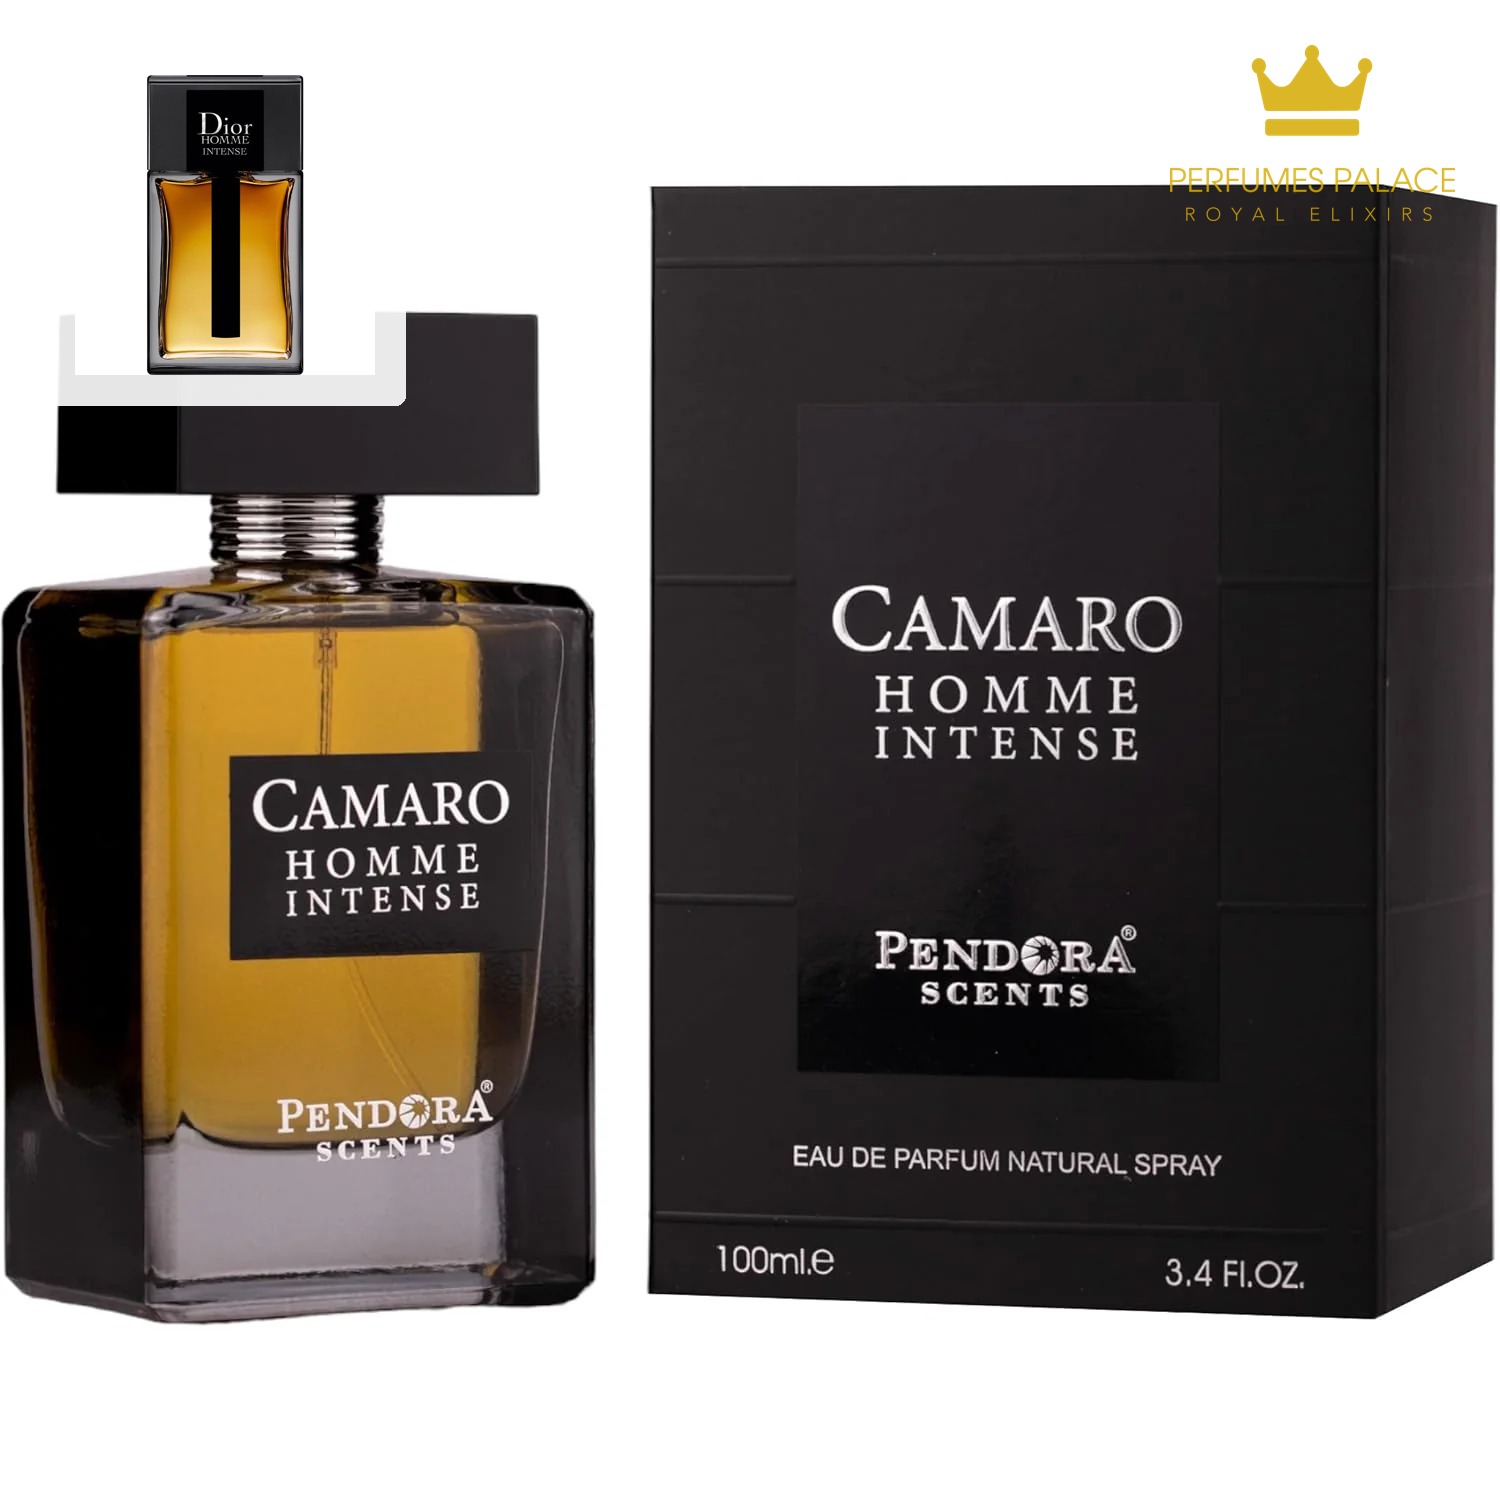 Dior
HOMME
INTENSE
PERFUMES PALACE
ROYAL ELIXIRS
CAMARO
HOMME
INTENSE
PENDORA®
SCENTS
CAMARO
HOMME
INTENSE
PENDORA®
SCENTS
EAU DE PARFUM NATURAL SPRAY
100ml.e
3.4 Fl.OZ.